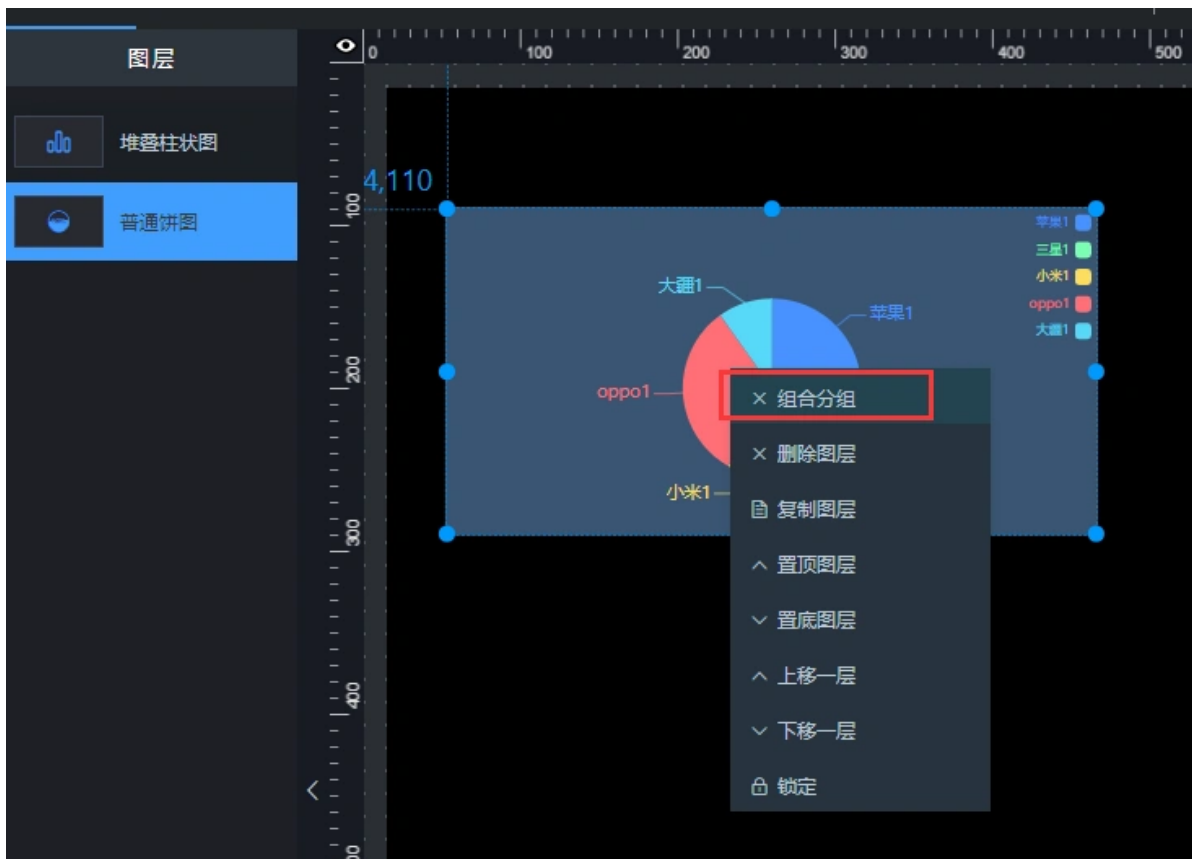 图层
堆叠柱状图
普通饼图
0
100
200
300
400
500
100
200
300
400
4,110
苹果1
三星1
小米1
oppo1
大疆1
大疆1
苹果1
oppo1
小米1
组合分组
删除图层
复制图层
置顶图层
置底图层
上移一层
下移一层
锁定